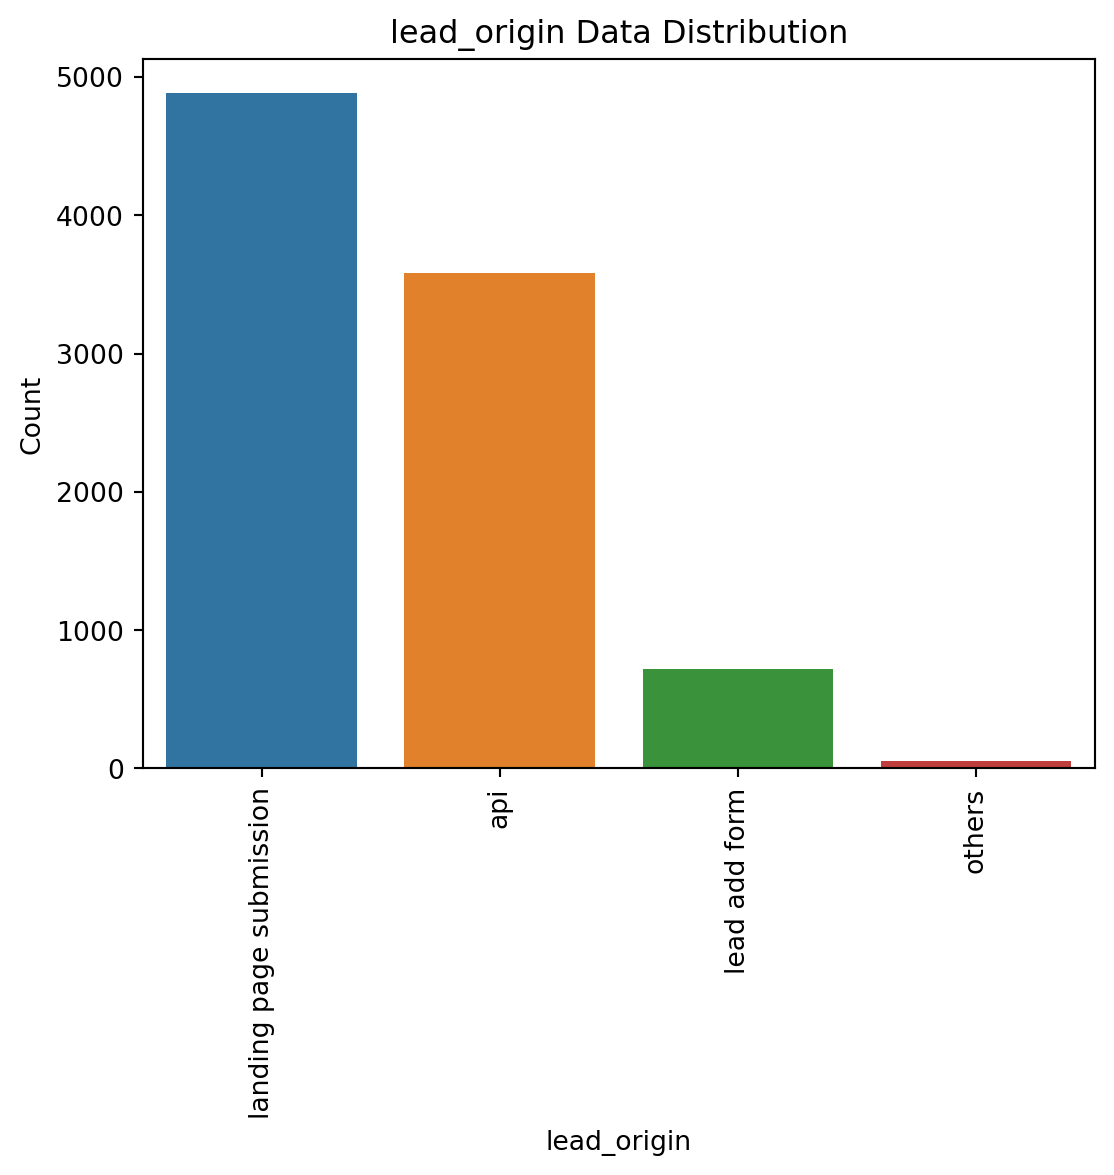 lead_origin Data Distribution
Count
5000
4000
3000
2000
1000
0
landing page submission
api
lead add form
others
lead_origin